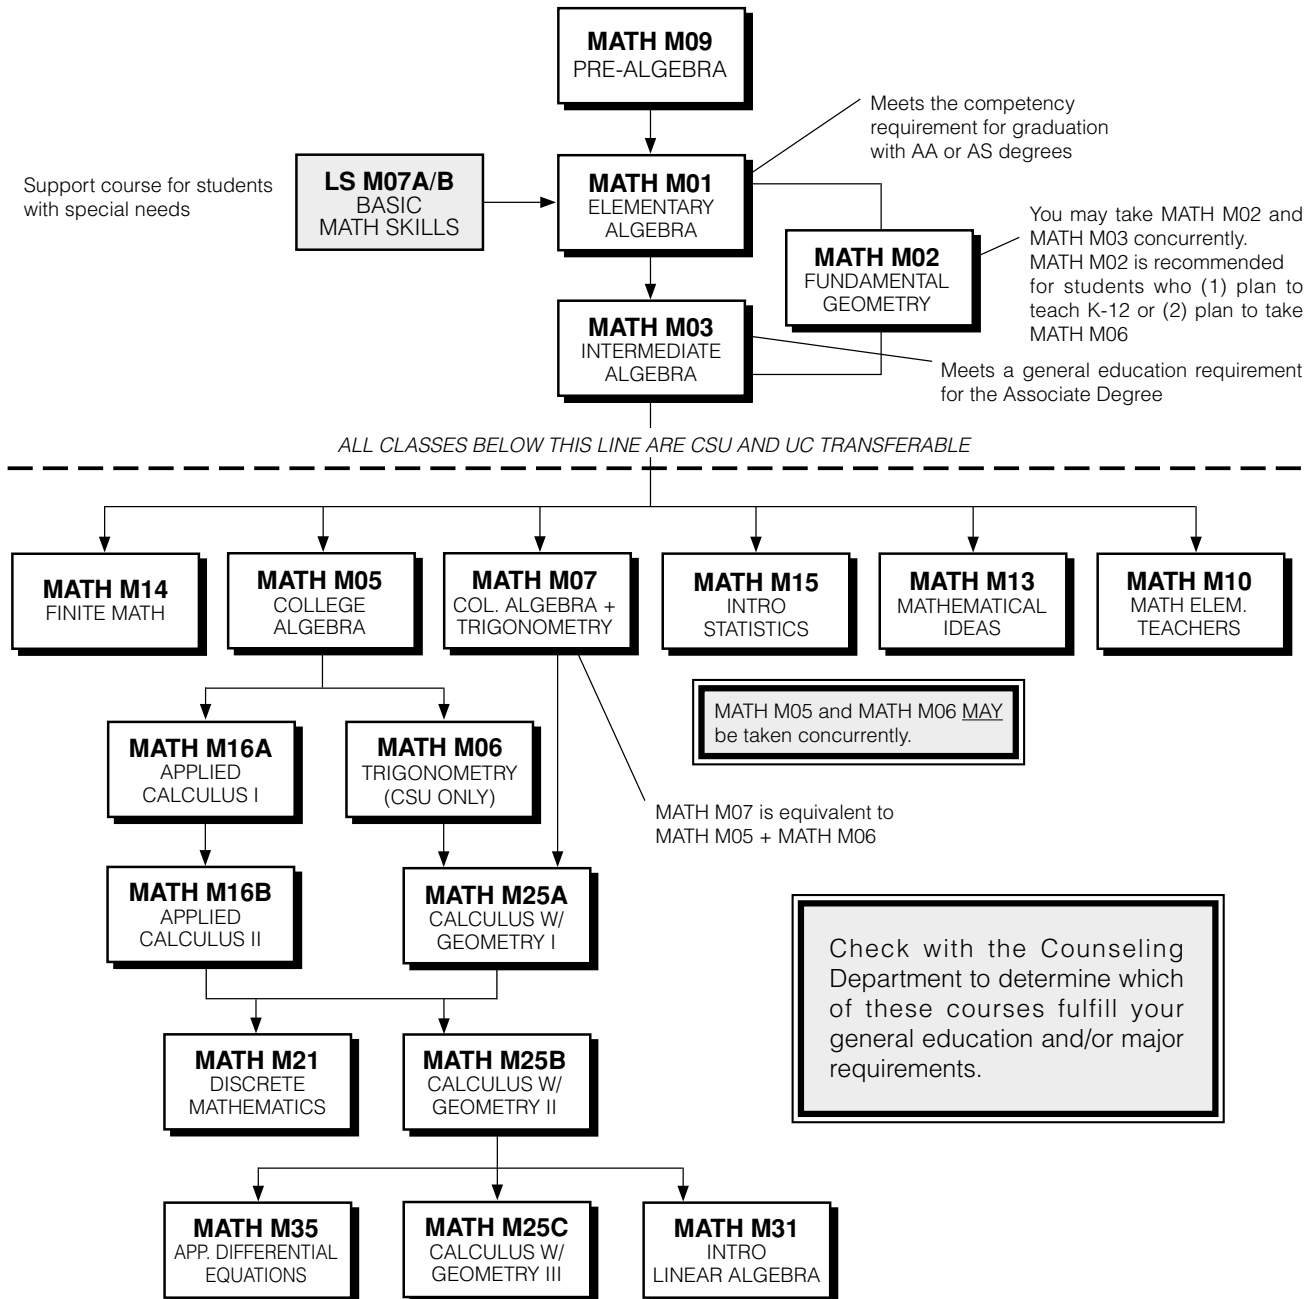 MATH M09
PRE-ALGEBRA
Meets the competency
requirement for graduation
with AA or AS degrees
Support course for students
with special needs
LS M07A/B
BASIC
MATH SKILLS
MATH M01
ELEMENTARY
ALGEBRA
You may take MATH M02 and
MATH M03 concurrently.
MATH M02 is recommended
for students who (1) plan to
teach K-12 or (2) plan to take
MATH M06
MATH M02
FUNDAMENTAL
GEOMETRY
MATH M03
INTERMEDIATE
ALGEBRA
Meets a general education requirement
for the Associate Degree
ALL CLASSES BELOW THIS LINE ARE CSU AND UC TRANSFERABLE
MATH M14
FINITE MATH
MATH M05
COLLEGE
ALGEBRA
MATH M07
COL. ALGEBRA +
TRIGONOMETRY
MATH M15
INTRO
STATISTICS
MATH M13
MATHEMATICAL
IDEAS
MATH M10
MATH ELEM.
TEACHERS
MATH M05 and MATH M06 MAY
be taken concurrently.
MATH M16A
APPLIED
CALCULUS I
MATH M06
TRIGONOMETRY
(CSU ONLY)
MATH M07 is equivalent to
MATH M05 + MATH M06
MATH M16B
APPLIED
CALCULUS II
MATH M25A
CALCULUS W/
GEOMETRY I
Check with the Counseling
Department to determine which
of these courses fulfill your
general education and/or major
requirements.
MATH M21
DISCRETE
MATHEMATICS
MATH M25B
CALCULUS W/
GEOMETRY II
MATH M35
APP. DIFFERENTIAL
EQUATIONS
MATH M25C
CALCULUS W/
GEOMETRY III
MATH M31
INTRO
LINEAR ALGEBRA